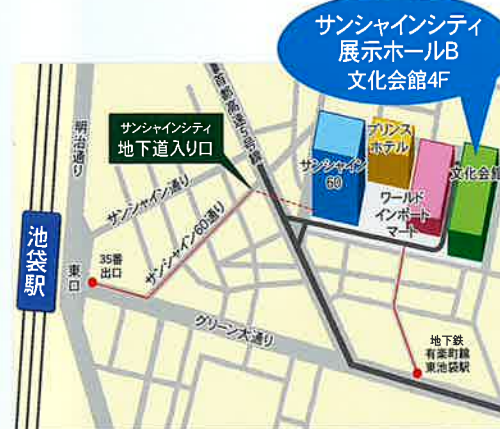 サンシャインシティ
展示ホールB
文化会館4F
首都高速5号線
明治通り
サンシャインシティ
地下道入り口
プリンス
ホテル
サンシャイン
60
文化会館
ワールド
インポート
マート
サンシャイン通り
サンシャイン60通り
池袋駅
東口
35番
出口
グリーン大通り
地下鉄
有楽町線
東池袋駅